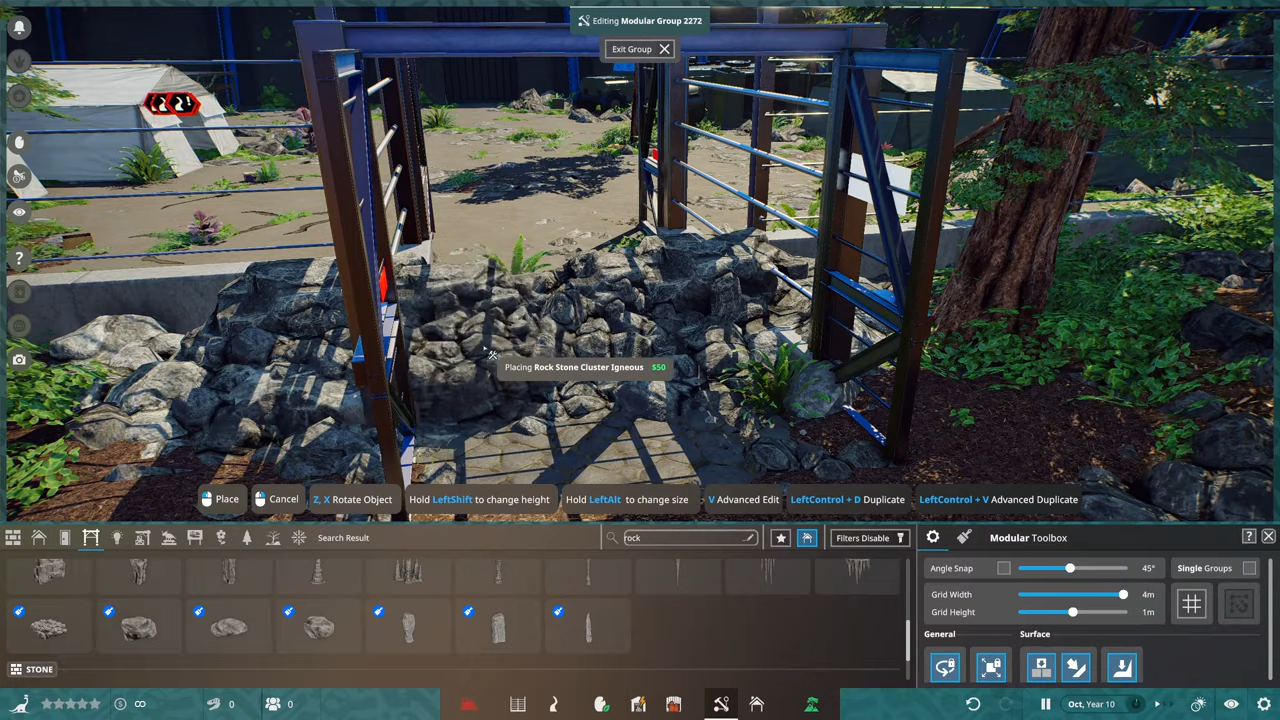 Editing Modular Group 2272
Exit Group
Placing Rock Stone Cluster Igneous $50
Place
Cancel
Z, X Rotate Object
Hold LeftShift to change height
Hold LeftAlt to change size
V Advanced Edit
LeftControl + D Duplicate
LeftControl + V Advanced Duplicate
Search Result
rock
Filters Disable
Modular Toolbox
?
Angle Snap
45°
Single Groups
Grid Width
4m
Grid Height
1m
General
Surface
STONE
0
0
Oct, Year 10